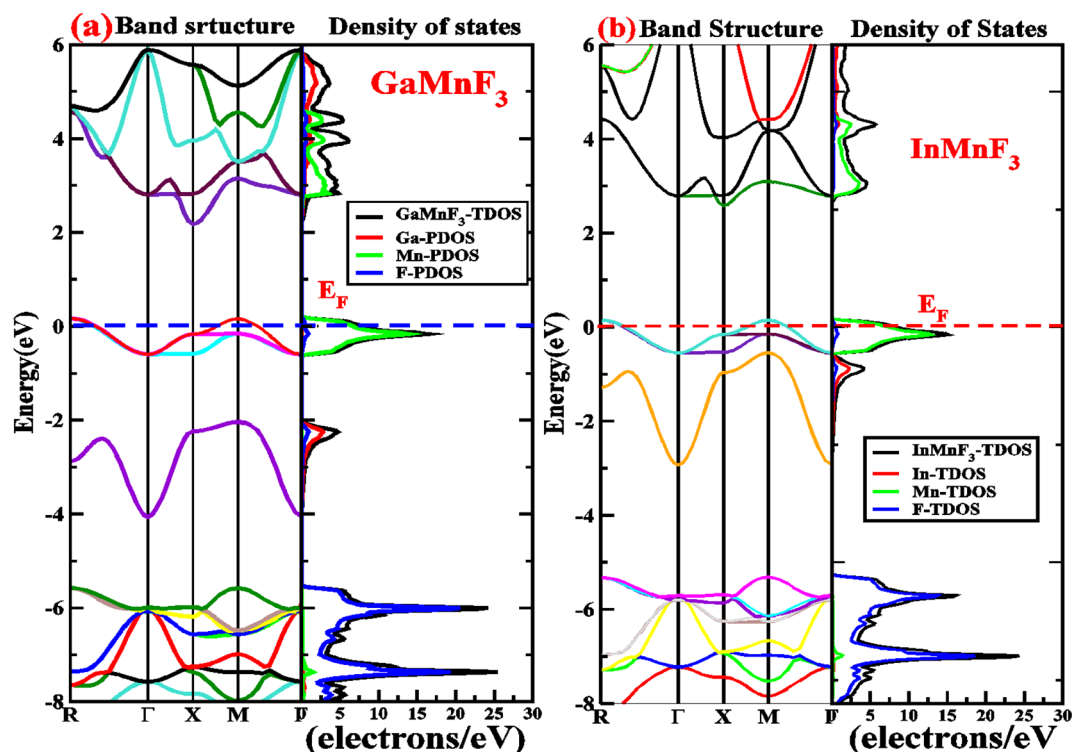 (a) Band srtucture Density of states
6
4
2
0
-2
-4
-6
-8
Energy(eV)
GaMnF3
GaMnF3-TDOS
Ga-PDOS
Mn-PDOS
F-PDOS
EF
R Γ X M Γ 5 10 15 20 25 30
(electrons/eV)
(b) Band Structure Density of States
6
4
2
0
-2
-4
-6
-8
Energy(eV)
InMnF3
EF
InMnF3-TDOS
In-TDOS
Mn-TDOS
F-TDOS
R Γ X M Γ 5 10 15 20 25 30
(electrons/eV)